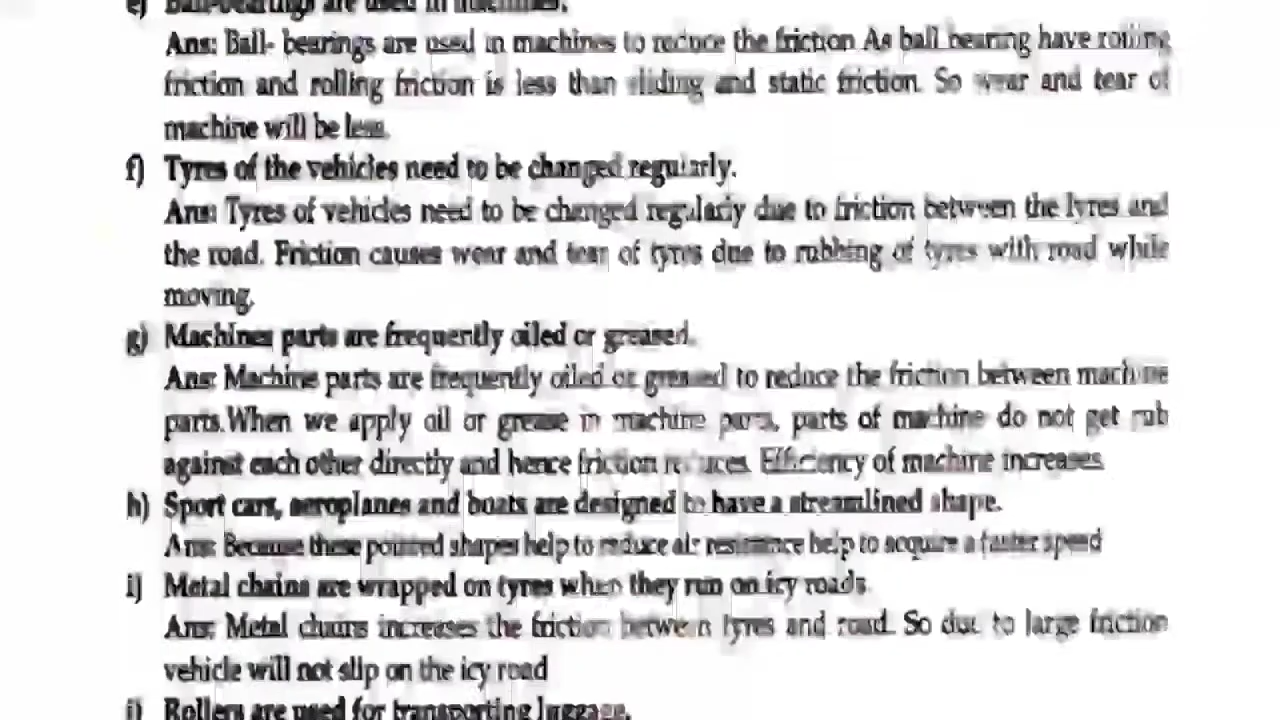 e) Ball-bearings are used in machines.
Ans: Ball- bearings are used in machines to reduce the friction As ball bearing have rolling
friction and rolling friction is less than sliding and static friction. So wear and tear of
machine will be less.
f) Tyres of the vehicles need to be changed regularly.
Ans: Tyres of vehicles need to be changed regularly due to friction between the tyres and
the road. Friction causes wear and tear of tyres due to rubbing of tyres with road while
moving.
g) Machines parts are frequently oiled or greased.
Ans: Machine parts are frequently oiled or greased to reduce the friction between machine
parts.When we apply oil or grease in machine parts, parts of machine do not get rub
against each other directly and hence friction reduces. Efficiency of machine increases.
h) Sport cars, aeroplanes and boats are designed to have a streamlined shape.
Ans: Because these pointed shapes help to reduce air resistance help to acquire a faster speed
i) Metal chains are wrapped on tyres when they run on icy roads.
Ans: Metal chains increases the friction between tyres and road. So due to large friction
vehicle will not slip on the icy road
j) Rollers are used for transporting luggage.